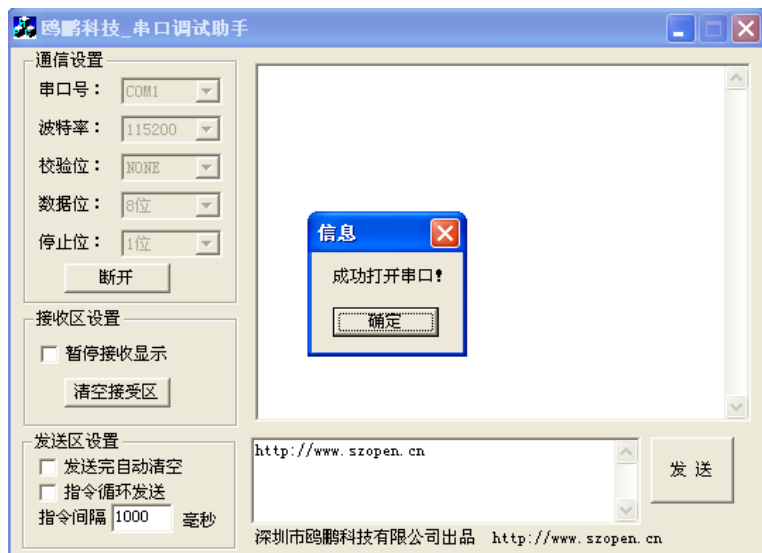 鸥鹏科技_串口调试助手
通信设置
串口号： COM1
波特率： 115200
校验位： NONE
数据位： 8位
停止位： 1位
断开
接收区设置
暂停接收显示
清空接受区
发送区设置
发送完自动清空
指令循环发送
指令间隔 1000 毫秒
信息
成功打开串口!
确定
http://www.szopen.cn
发 送
深圳市鸥鹏科技有限公司出品 http://www.szopen.cn